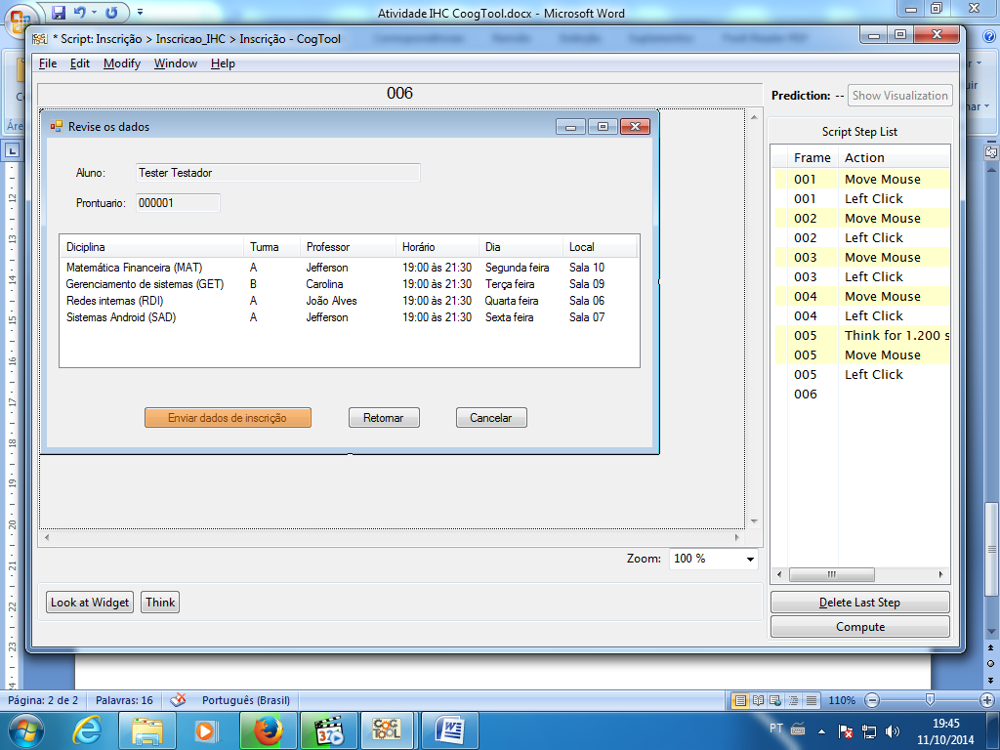 Atividade IHC CoogTool.docx - Microsoft Word
* Script: Inscrição > Inscricao_IHC > Inscrição - CogTool
File Edit Modify Window Help
006
Prediction: -- Show Visualization
Script Step List
Frame Action
001 Move Mouse
001 Left Click
002 Move Mouse
002 Left Click
003 Move Mouse
003 Left Click
004 Move Mouse
004 Left Click
005 Think for 1.200 s
005 Move Mouse
005 Left Click
006
Revise os dados
Aluno: Tester Testador
Prontuario: 000001
Diciplina Turma Professor Horário Dia Local
Matemática Financeira (MAT) A Jefferson 19:00 às 21:30 Segunda feira Sala 10
Gerenciamento de sistemas (GET) B Carolina 19:00 às 21:30 Terça feira Sala 09
Redes internas (RDI) A João Alves 19:00 às 21:30 Quarta feira Sala 06
Sistemas Android (SAD) A Jefferson 19:00 às 21:30 Sexta feira Sala 07
Enviar dados de inscrição Retornar Cancelar
Zoom: 100 %
Look at Widget Think
Delete Last Step
Compute
Página: 2 de 2 Palavras: 16 Português (Brasil) 110%
PT 19:45
11/10/2014